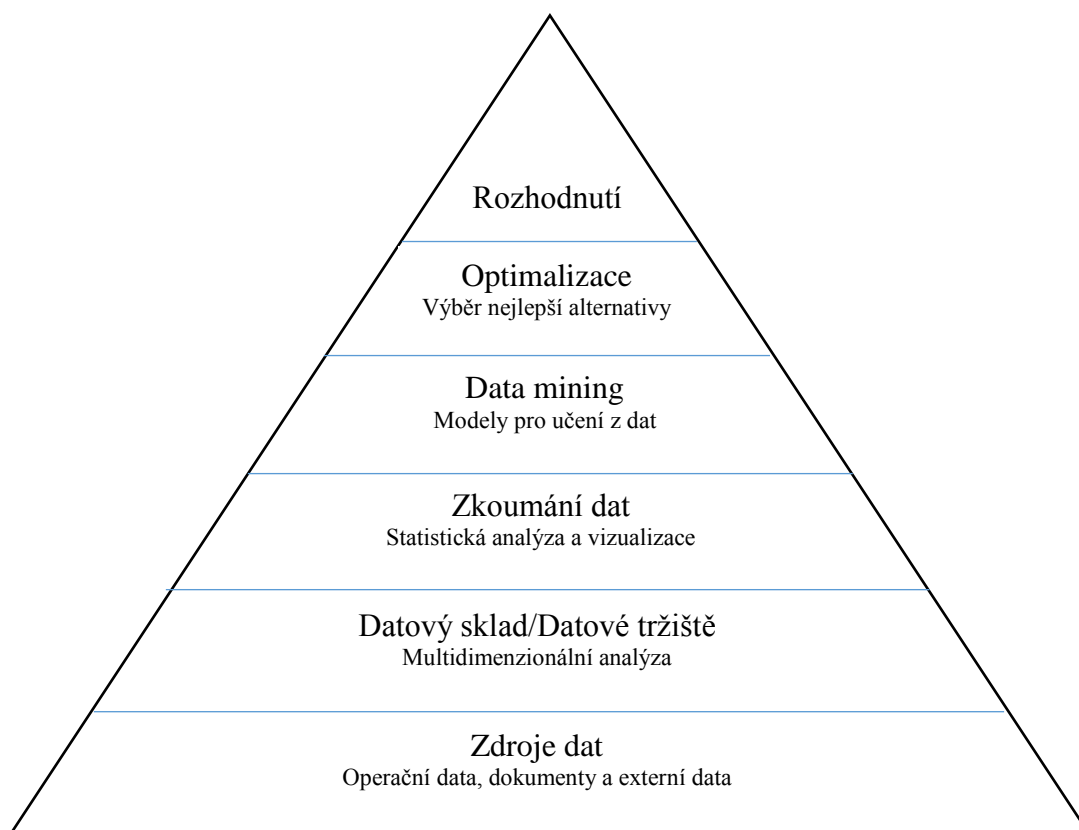 Rozhodnutí
Optimalizace
Výběr nejlepší alternativy
Data mining
Modely pro učení z dat
Zkoumání dat
Statistická analýza a vizualizace
Datový sklad/Datové tržiště
Multidimenzionální analýza
Zdroje dat
Operační data, dokumenty a externí data